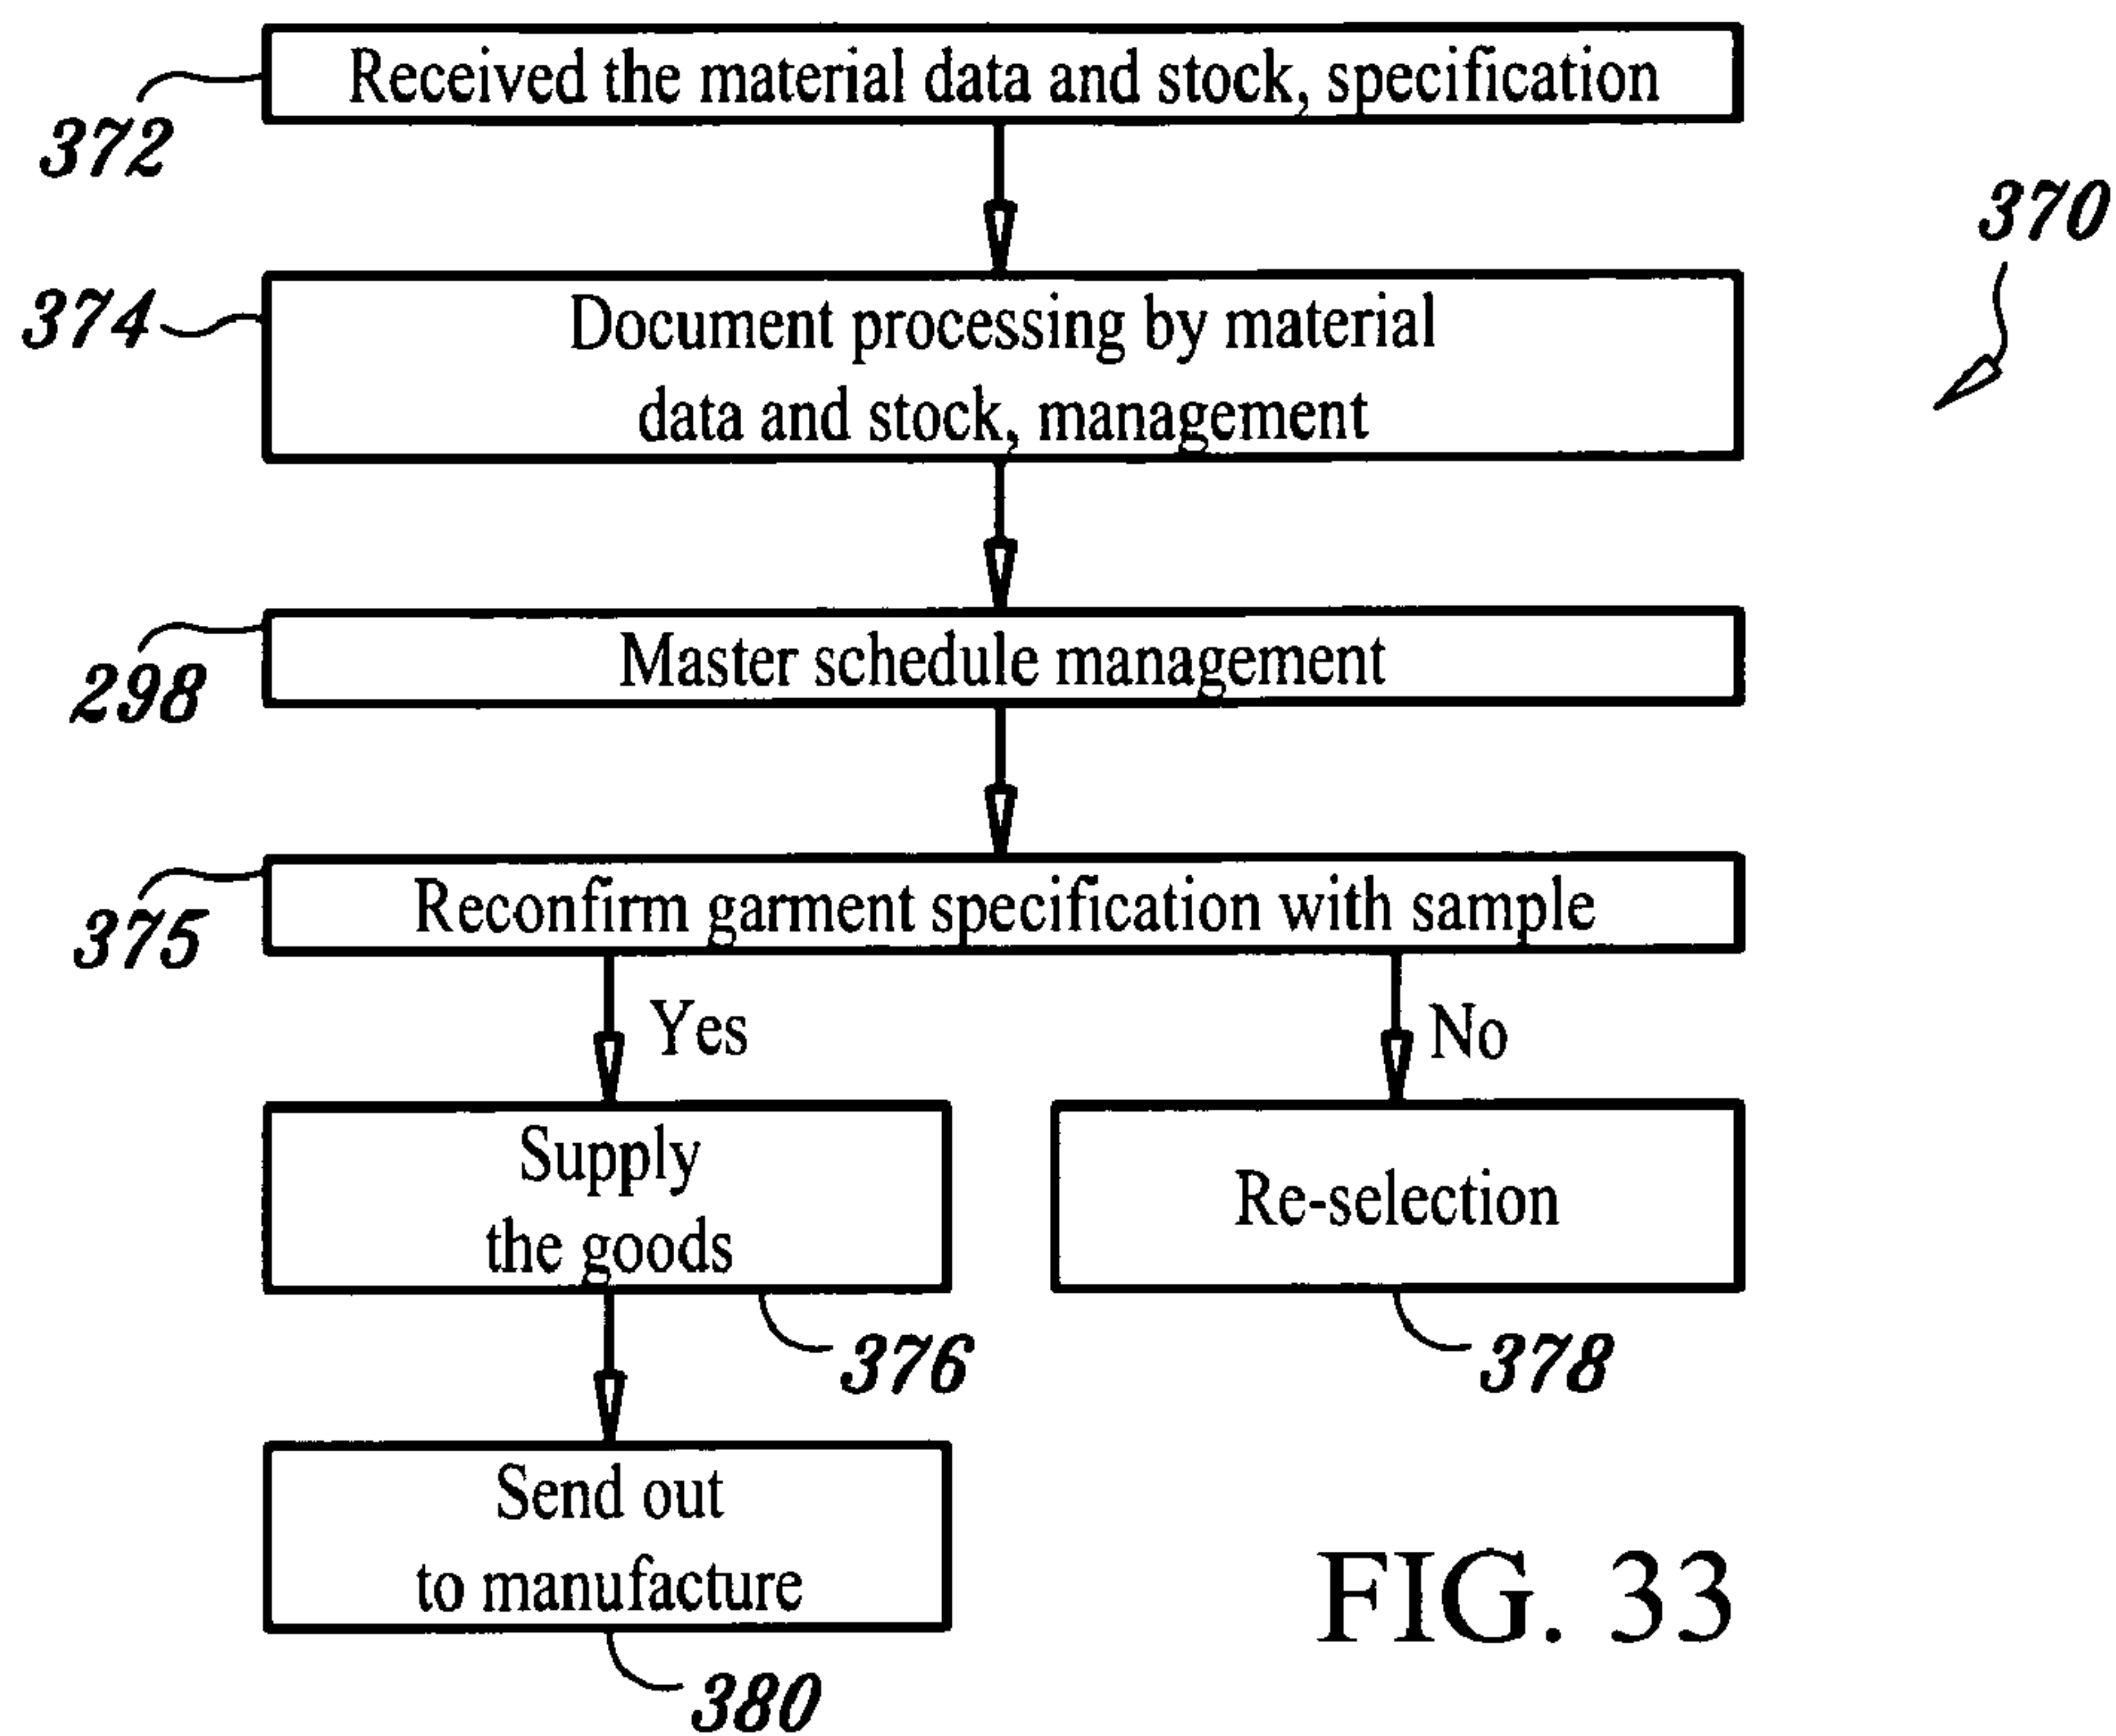 Received the material data and stock, specification
372
370
374
Document processing by material
data and stock, management
298
Master schedule management
375
Reconfirm garment specification with sample
Yes
No
Supply
the goods
Re-selection
376
378
Send out
to manufacture
380
FIG. 33